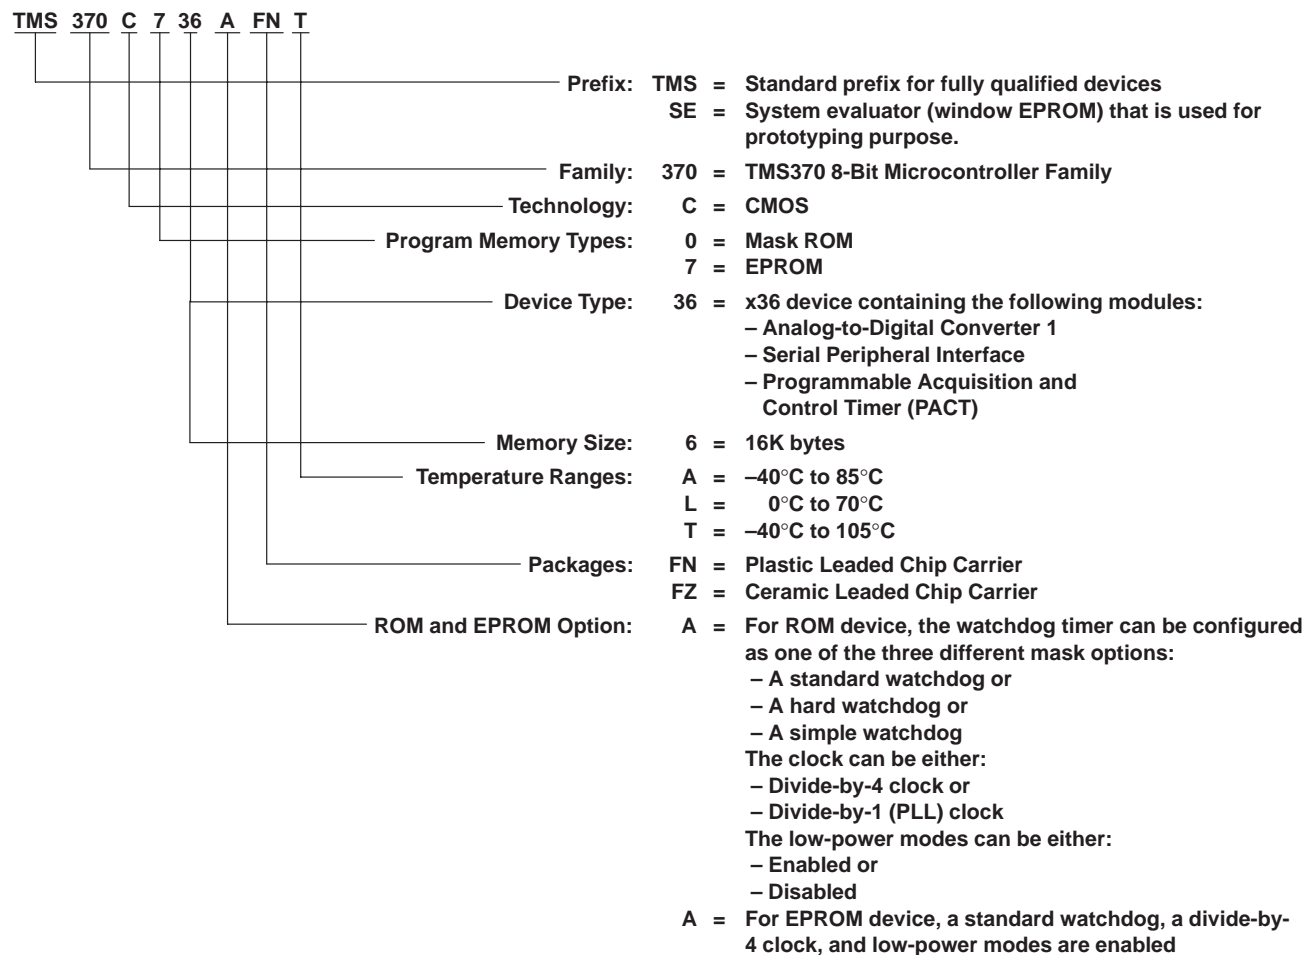 TMS 370 C 7 36 A FN T
Prefix: TMS = Standard prefix for fully qualified devices
SE = System evaluator (window EPROM) that is used for
prototyping purpose.
Family: 370 = TMS370 8-Bit Microcontroller Family
Technology: C = CMOS
Program Memory Types: 0 = Mask ROM
7 = EPROM
Device Type: 36 = x36 device containing the following modules:
– Analog-to-Digital Converter 1
– Serial Peripheral Interface
– Programmable Acquisition and
Control Timer (PACT)
Memory Size: 6 = 16K bytes
Temperature Ranges: A = –40°C to 85°C
L = 0°C to 70°C
T = –40°C to 105°C
Packages: FN = Plastic Leaded Chip Carrier
FZ = Ceramic Leaded Chip Carrier
ROM and EPROM Option: A = For ROM device, the watchdog timer can be configured
as one of the three different mask options:
– A standard watchdog or
– A hard watchdog or
– A simple watchdog
The clock can be either:
– Divide-by-4 clock or
– Divide-by-1 (PLL) clock
The low-power modes can be either:
– Enabled or
– Disabled
A = For EPROM device, a standard watchdog, a divide-by-
4 clock, and low-power modes are enabled